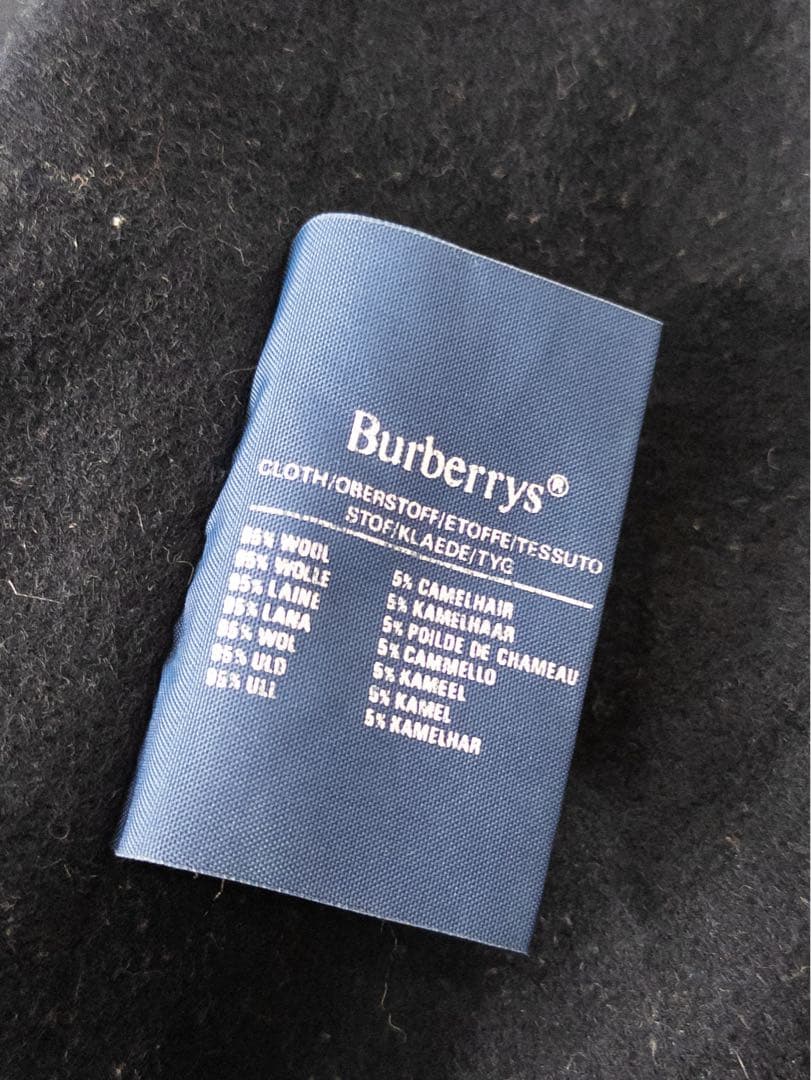 Burberrys®
CLOTH/OBERSTOFF/ETOFFE/TESSUTO
STOF/KLAEDE/TYG
95% WOOL 5% CAMELHAIR
95% WOLLE 5% KAMELHAAR
95% LAINE 5% POILDE DE CHAMEAU
95% LANA 5% CAMMELLO
95% WOL 5% KAMEEL
95% ULD 5% KAMEL
95% ULL 5% KAMELHAR